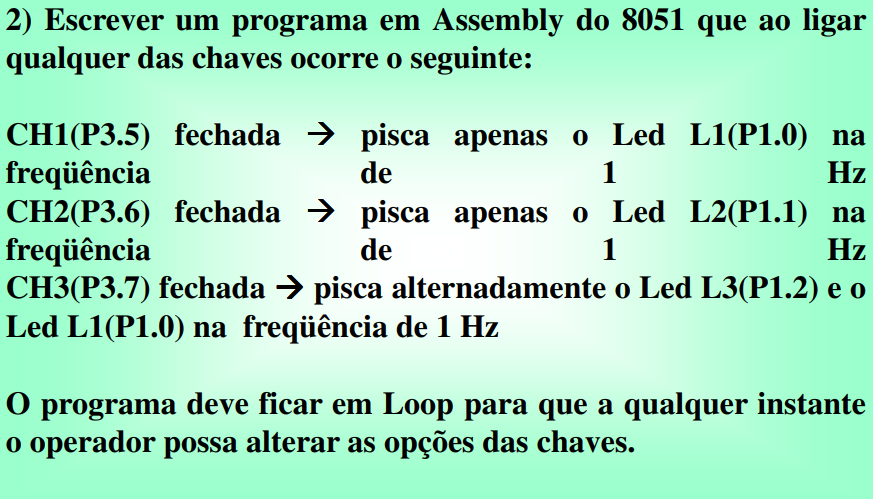 2) Escrever um programa em Assembly do 8051 que ao ligar
qualquer das chaves ocorre o seguinte:
CH1(P3.5) fechada → pisca apenas o Led L1(P1.0) na
freqüência de 1 Hz
CH2(P3.6) fechada → pisca apenas o Led L2(P1.1) na
freqüência de 1 Hz
CH3(P3.7) fechada → pisca alternadamente o Led L3(P1.2) e o
Led L1(P1.0) na freqüência de 1 Hz
O programa deve ficar em Loop para que a qualquer instante
o operador possa alterar as opções das chaves.